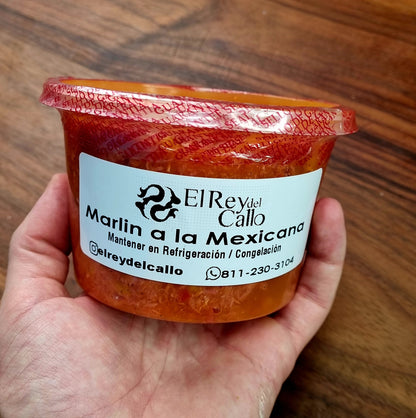 El Rey del
Callo
Marlin a la Mexicana
Mantener en Refrigeración / Congelación
elreydelcallo 811-230-3104